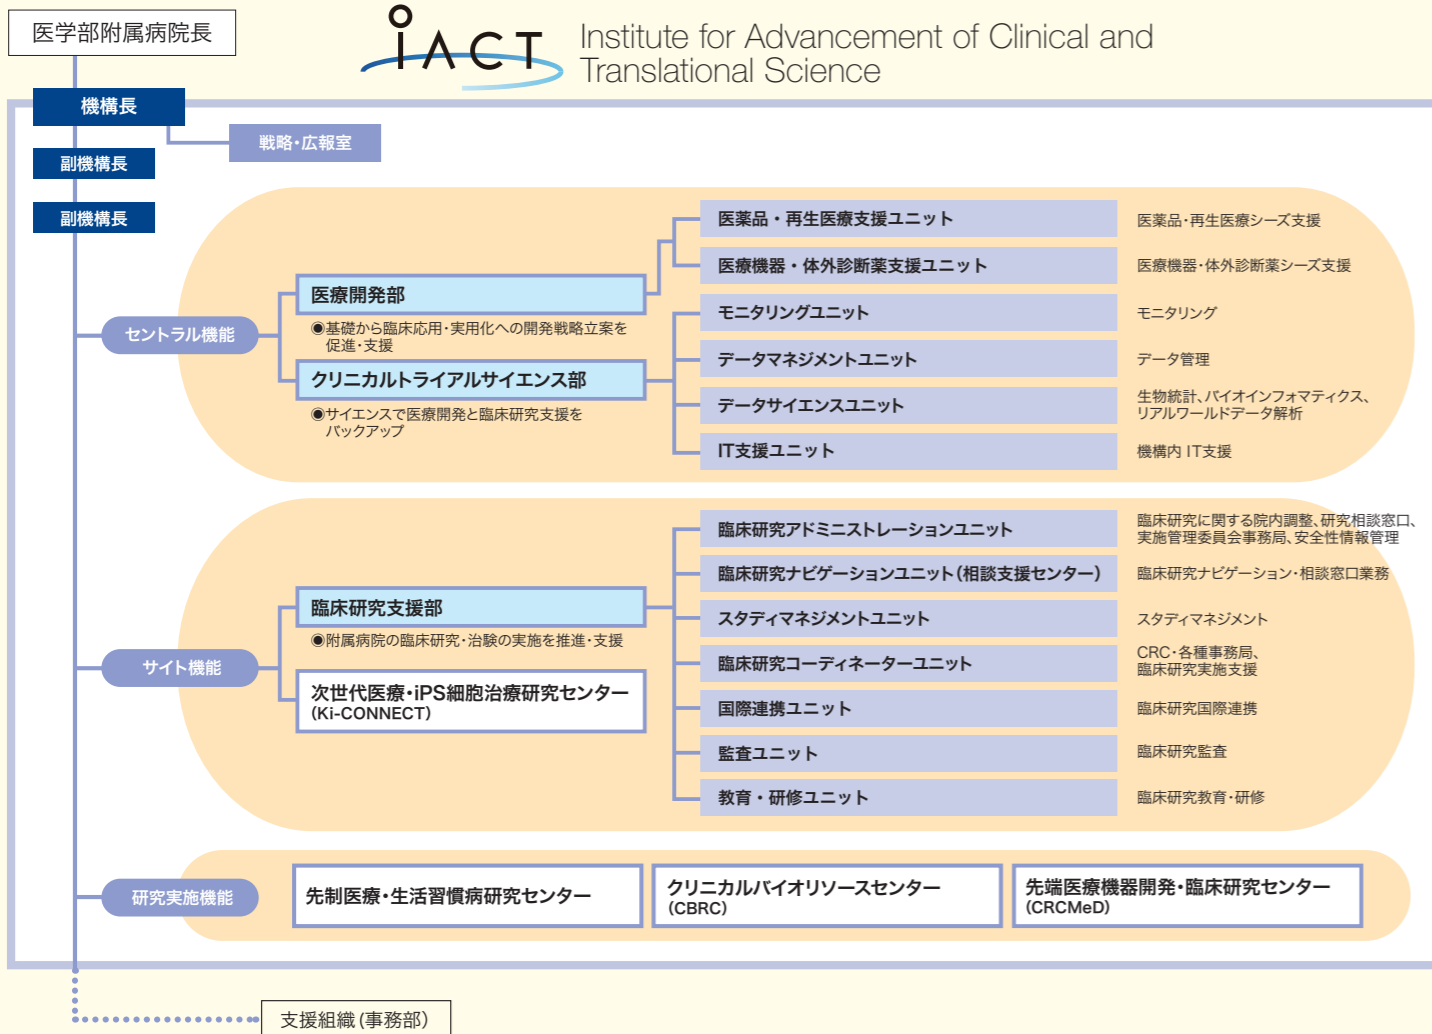 医学部附属病院長
iACT
Institute for Advancement of Clinical and
Translational Science
機構長
戦略・広報室
副機構長
副機構長
セントラル機能
医療開発部
◉基礎から臨床応用・実用化への開発戦略立案を
促進・支援
クリニカルトライアルサイエンス部
◉サイエンスで医療開発と臨床研究支援を
バックアップ
医薬品・再生医療支援ユニット
医薬品・再生医療シーズ支援
医療機器・体外診断薬支援ユニット
医療機器・体外診断薬シーズ支援
モニタリングユニット
モニタリング
データマネジメントユニット
データ管理
データサイエンスユニット
生物統計、バイオインフォマティクス、
リアルワールドデータ解析
IT支援ユニット
機構内 IT支援
サイト機能
臨床研究支援部
◉附属病院の臨床研究・治験の実施を推進・支援
次世代医療・iPS細胞治療研究センター
(Ki-CONNECT)
臨床研究アドミニストレーションユニット
臨床研究に関する院内調整、研究相談窓口、
実施管理委員会事務局、安全性情報管理
臨床研究ナビゲーションユニット(相談支援センター)
臨床研究ナビゲーション・相談窓口業務
スタディマネジメントユニット
スタディマネジメント
臨床研究コーディネーターユニット
CRC・各種事務局、
臨床研究実施支援
国際連携ユニット
臨床研究国際連携
監査ユニット
臨床研究監査
教育・研修ユニット
臨床研究教育・研修
研究実施機能
先制医療・生活習慣病研究センター
クリニカルバイオリソースセンター
(CBRC)
先端医療機器開発・臨床研究センター
(CRCMeD)
支援組織(事務部)